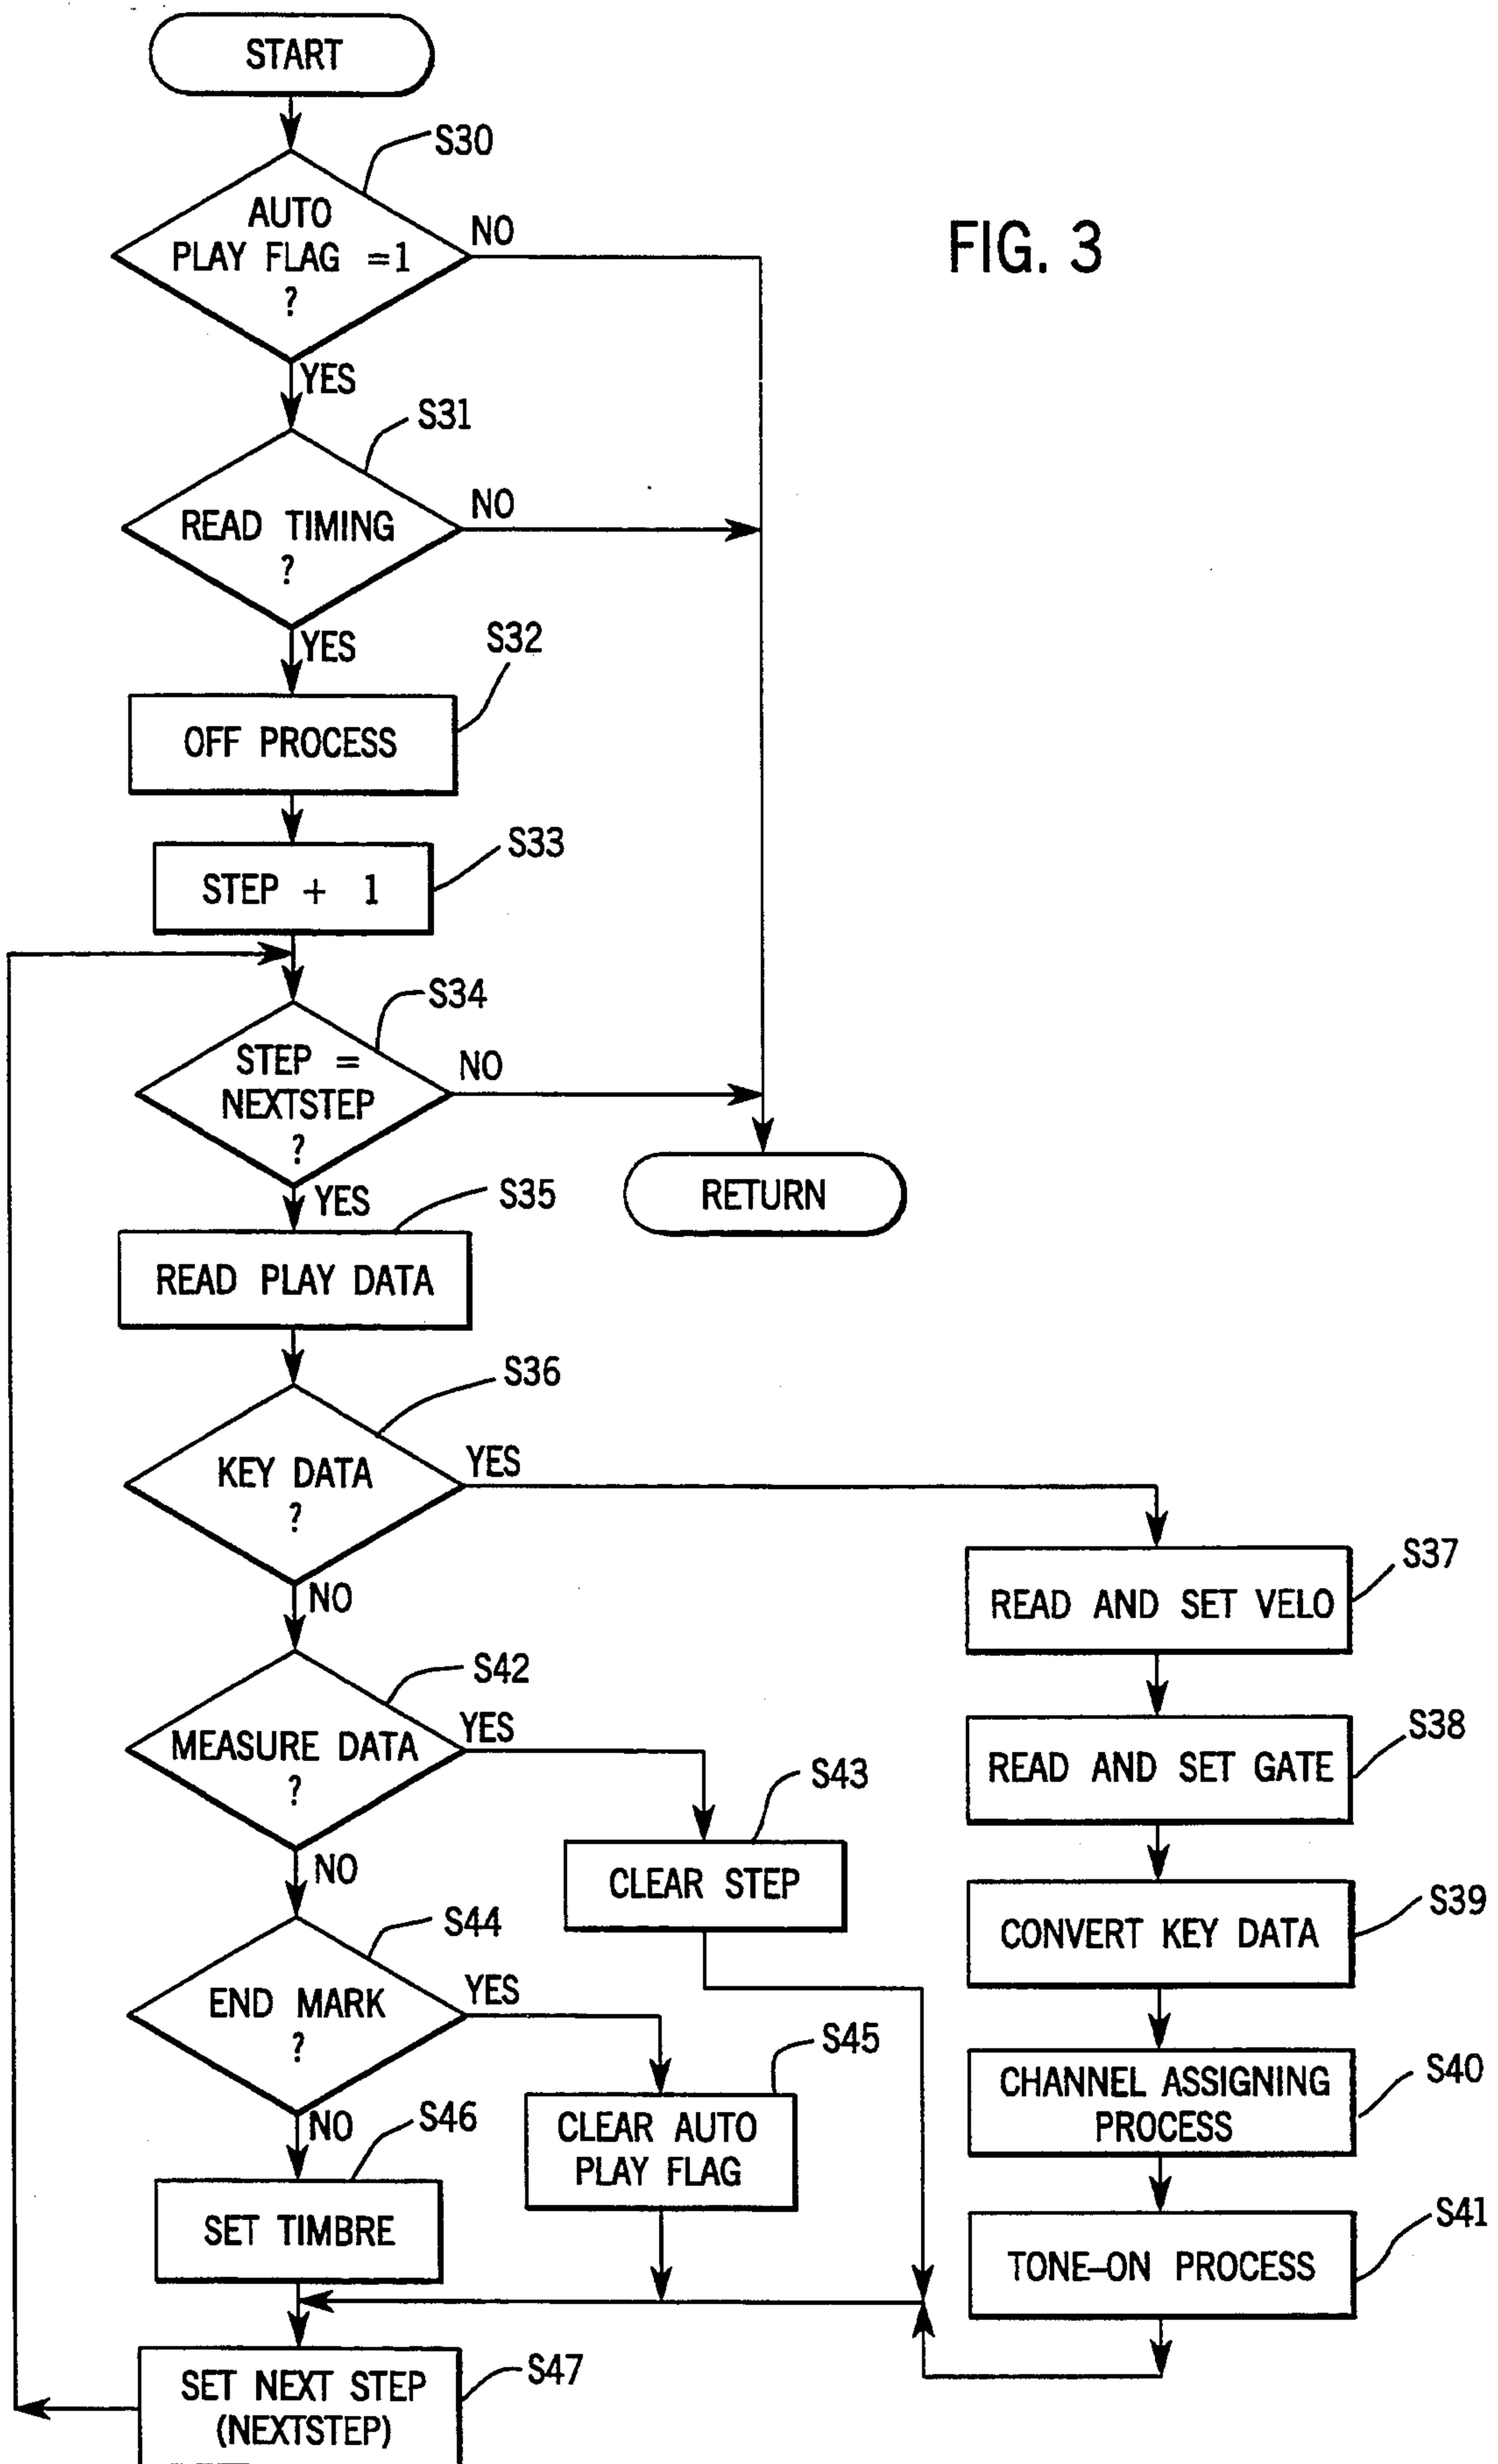 START
S30
AUTO
PLAY FLAG =1
?
NO
FIG. 3
YES
S31
READ TIMING
?
NO
YES
S32
OFF PROCESS
S33
STEP + 1
S34
STEP =
NEXTSTEP
?
NO
YES
RETURN
S35
READ PLAY DATA
S36
KEY DATA
?
YES
NO
S37
READ AND SET VELO
S38
READ AND SET GATE
S39
CONVERT KEY DATA
S40
CHANNEL ASSIGNING
PROCESS
S41
TONE-ON PROCESS
S42
MEASURE DATA
?
YES
NO
S43
CLEAR STEP
S44
END MARK
?
YES
NO
S45
CLEAR AUTO
PLAY FLAG
S46
SET TIMBRE
S47
SET NEXT STEP
(NEXTSTEP)